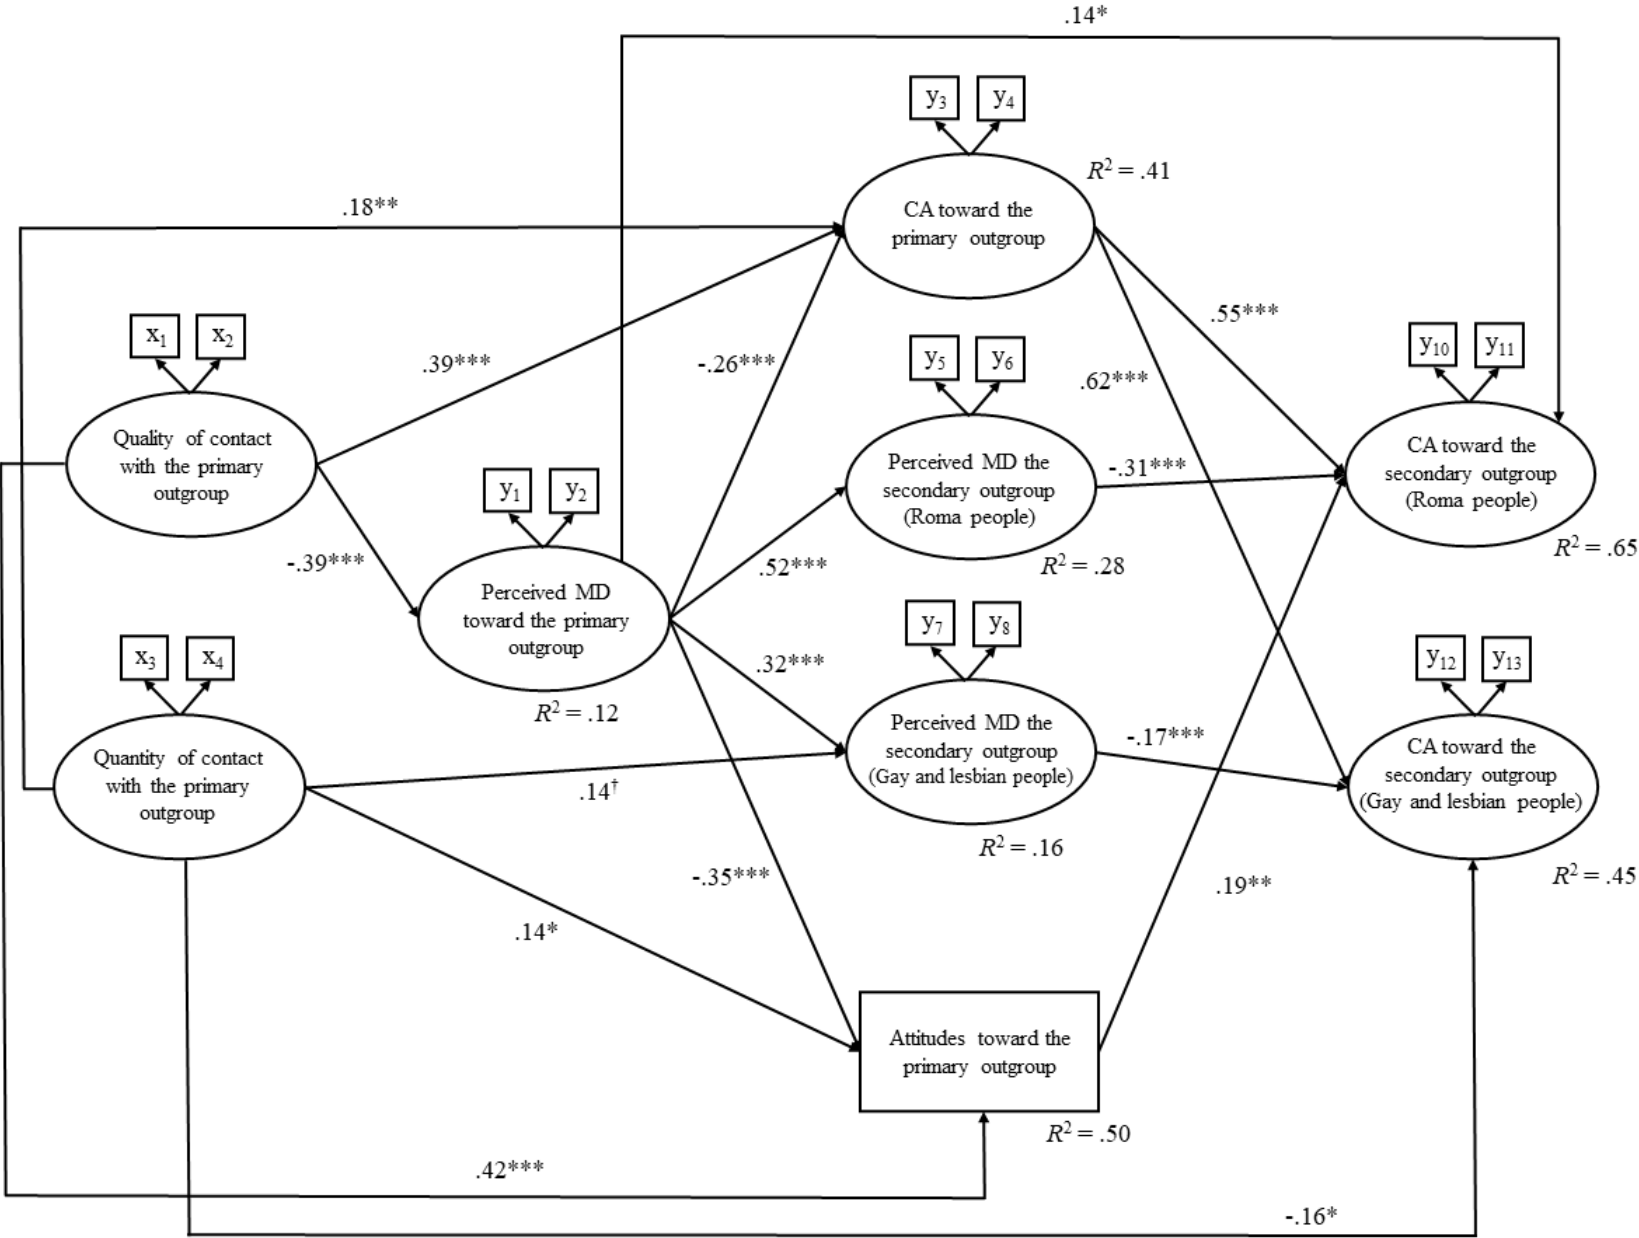 .14*
y3
y4
R² = .41
CA toward the
primary outgroup
.18**
x1
x2
.39***
-.26***
y5
y6
.55***
.62***
y10
y11
Quality of contact
with the primary
outgroup
Perceived MD the
secondary outgroup
(Roma people)
-.31***
CA toward the
secondary outgroup
(Roma people)
R² = .65
y1
y2
-.39***
.52***
R² = .28
Perceived MD
toward the primary
outgroup
R² = .12
x3
x4
.32***
y7
y8
y12
y13
Quantity of contact
with the primary
outgroup
.14†
Perceived MD the
secondary outgroup
(Gay and lesbian people)
R² = .16
-.17***
CA toward the
secondary outgroup
(Gay and lesbian people)
R² = .45
-.35***
.19**
.14*
Attitudes toward the
primary outgroup
R² = .50
.42***
-.16*